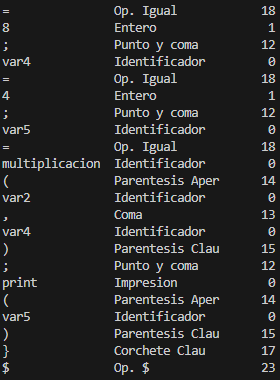 = Op. Igual 18
8 Entero 1
; Punto y coma 12
var4 Identificador 0
= Op. Igual 18
4 Entero 1
; Punto y coma 12
var5 Identificador 0
= Op. Igual 18
multiplicacion Identificador 0
( Parentesis Aper 14
var2 Identificador 0
, Coma 13
var4 Identificador 0
) Parentesis Clau 15
; Punto y coma 12
print Impresion 0
( Parentesis Aper 14
var5 Identificador 0
) Parentesis Clau 15
} Corchete Clau 17
$ Op. $ 23